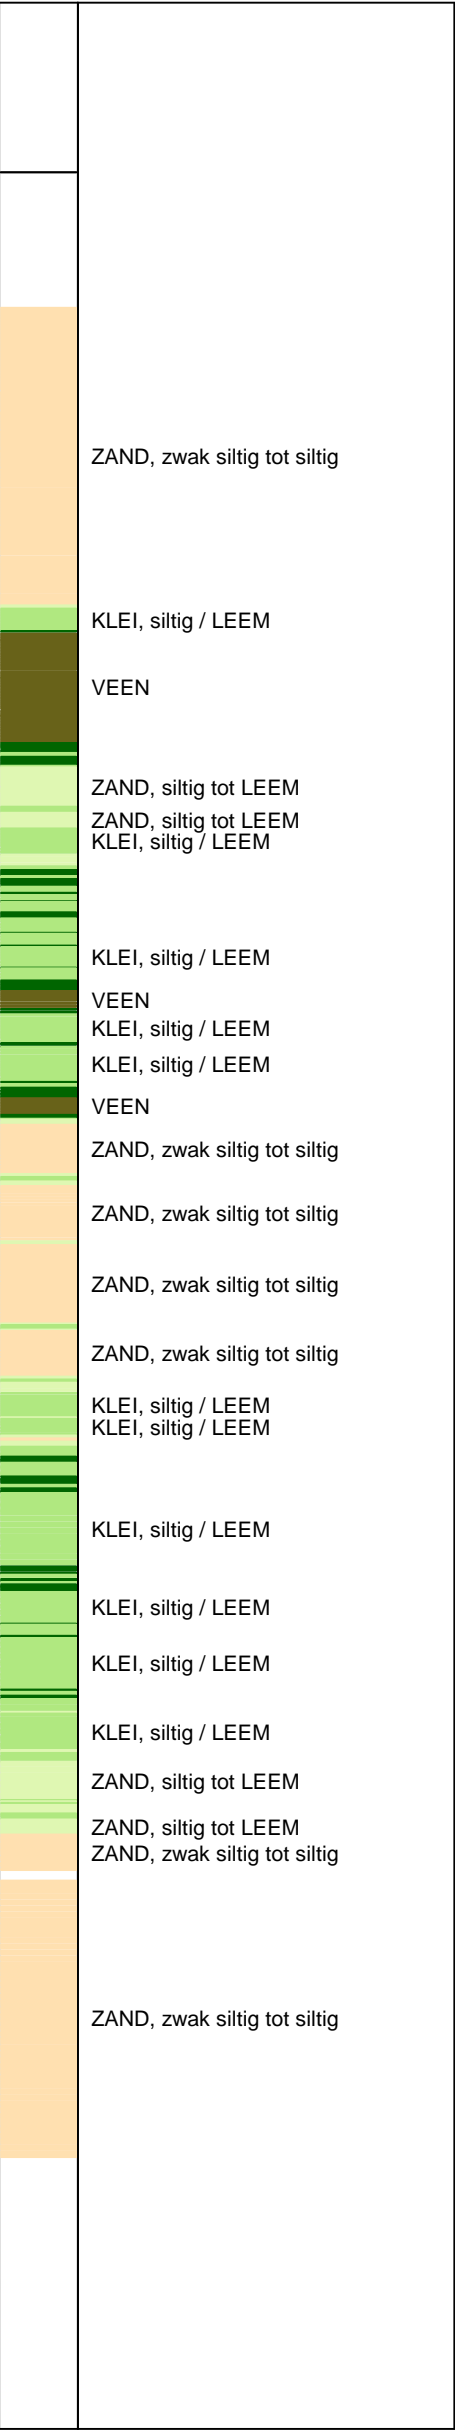 ZAND, zwak siltig tot siltig
KLEI, siltig / LEEM
VEEN
ZAND, siltig tot LEEM
ZAND, siltig tot LEEM
KLEI, siltig / LEEM
KLEI, siltig / LEEM
VEEN
KLEI, siltig / LEEM
KLEI, siltig / LEEM
VEEN
ZAND, zwak siltig tot siltig
ZAND, zwak siltig tot siltig
ZAND, zwak siltig tot siltig
ZAND, zwak siltig tot siltig
KLEI, siltig / LEEM
KLEI, siltig / LEEM
KLEI, siltig / LEEM
KLEI, siltig / LEEM
KLEI, siltig / LEEM
KLEI, siltig / LEEM
ZAND, siltig tot LEEM
ZAND, siltig tot LEEM
ZAND, zwak siltig tot siltig
ZAND, zwak siltig tot siltig